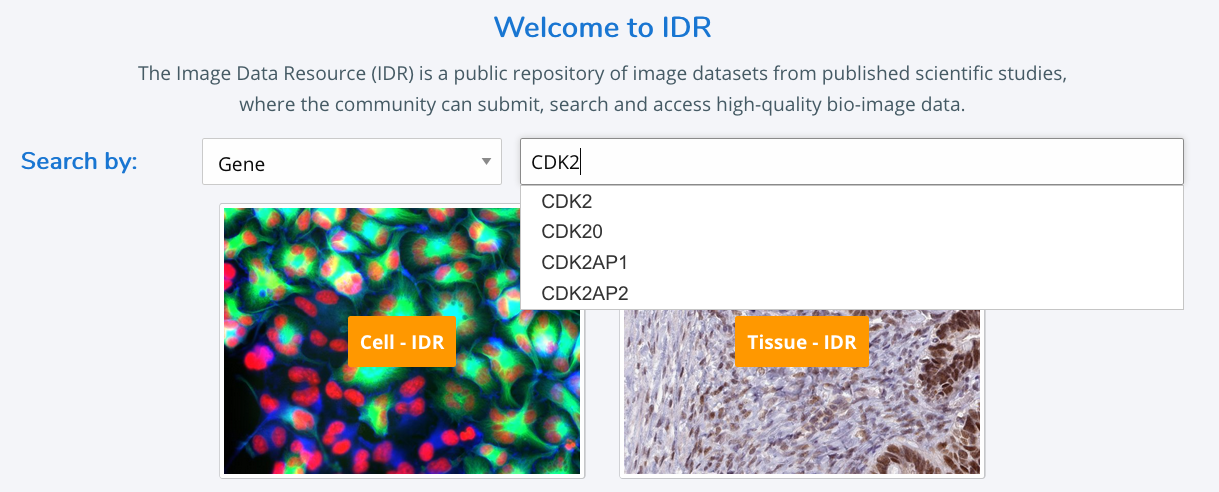 Welcome to IDR
The Image Data Resource (IDR) is a public repository of image datasets from published scientific studies,
where the community can submit, search and access high-quality bio-image data.
Search by:
Gene
CDK2
CDK2
CDK20
CDK2AP1
CDK2AP2
Cell - IDR
Tissue - IDR